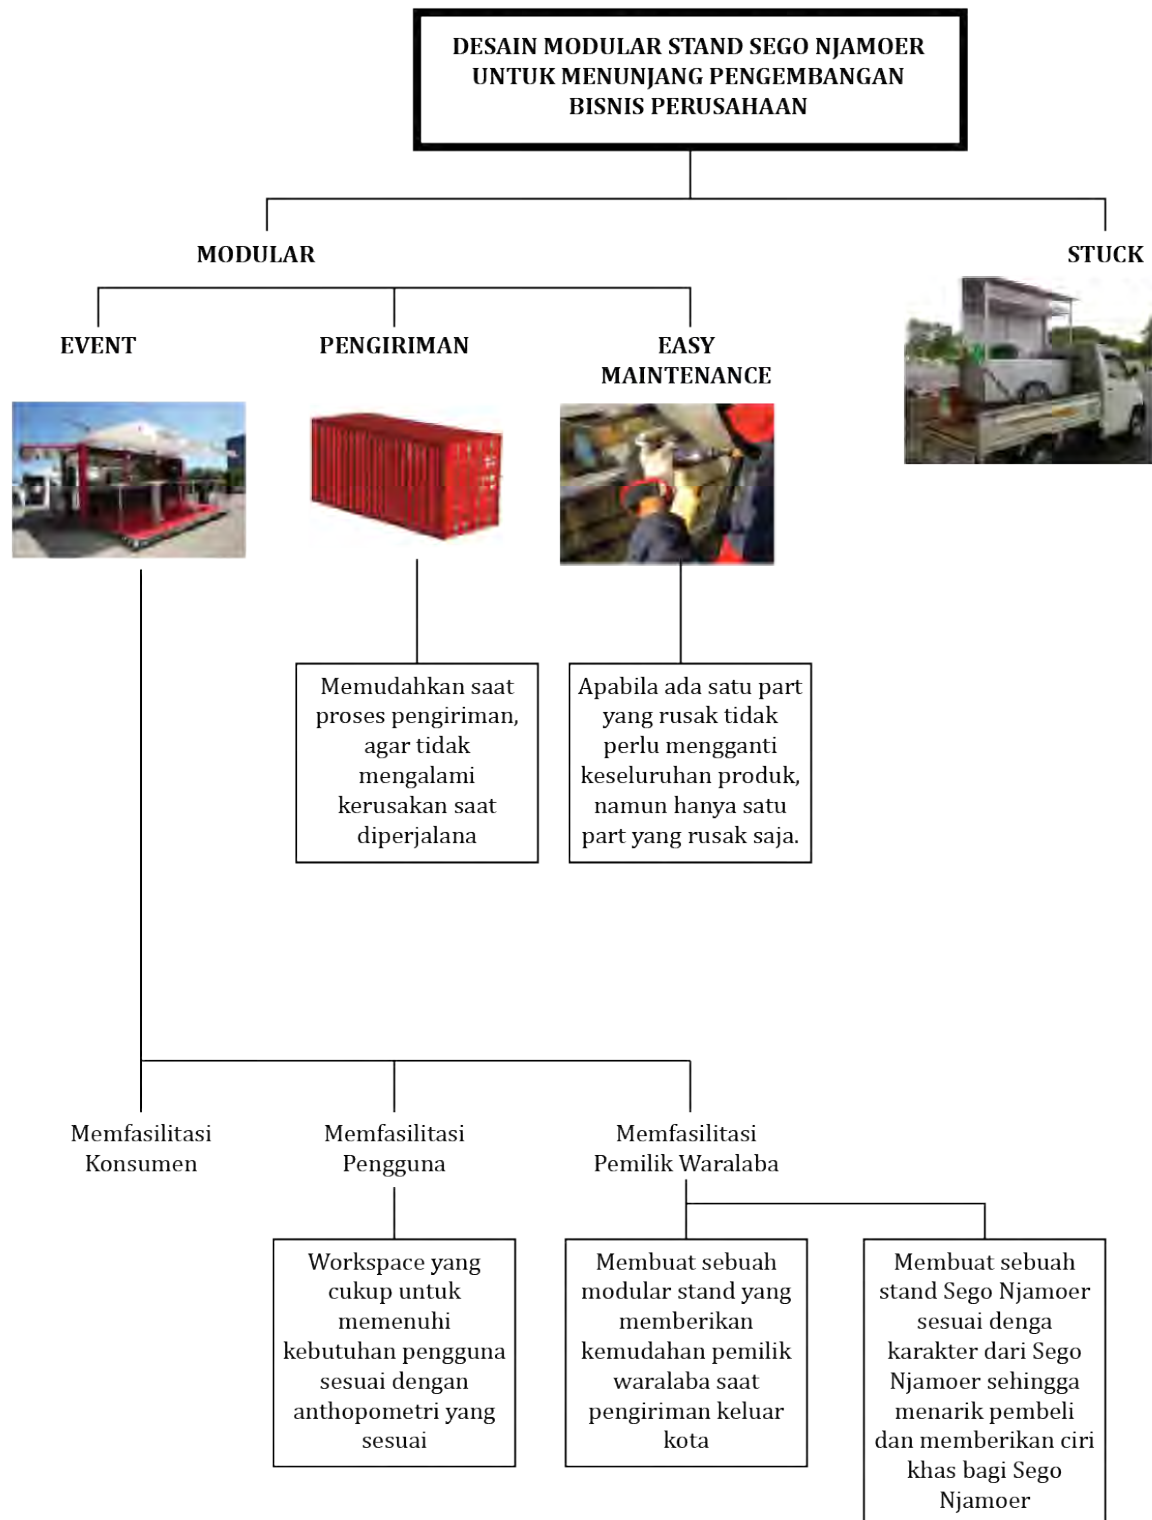 DESAIN MODULAR STAND SEGO NJAMOER
UNTUK MENUNJANG PENGEMBANGAN
BISNIS PERUSAHAAN
MODULAR
STUCK
EVENT
PENGIRIMAN
EASY
MAINTENANCE
Memudahkan saat
proses pengiriman,
agar tidak
mengalami
kerusakan saat
diperjalana
Apabila ada satu part
yang rusak tidak
perlu mengganti
keseluruhan produk,
namun hanya satu
part yang rusak saja.
Memfasilitasi
Konsumen
Memfasilitasi
Pengguna
Memfasilitasi
Pemilik Waralaba
Workspace yang
cukup untuk
memenuhi
kebutuhan pengguna
sesuai dengan
anthopometri yang
sesuai
Membuat sebuah
modular stand yang
memberikan
kemudahan pemilik
waralaba saat
pengiriman keluar
kota
Membuat sebuah
stand Sego Njamoer
sesuai denga
karakter dari Sego
Njamoer sehingga
menarik pembeli
dan memberikan ciri
khas bagi Sego
Njamoer